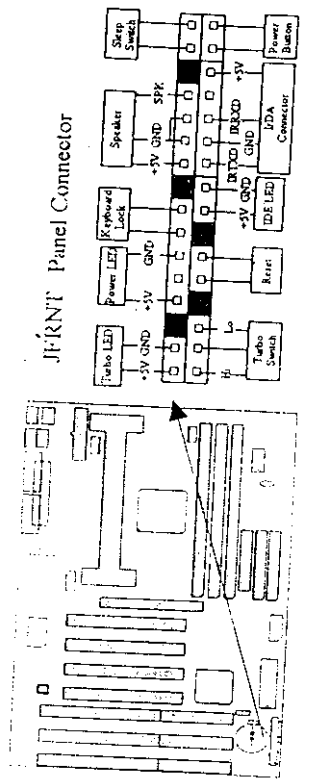 JFRNT Panel Connector
Sleep
Switch
Speaker
Keyboard
Lock
Power LED
Turbo LED
SPK
GND
+5V
GND
+5V
GND
+5V
Power
Button
IrDA
Connector
IDE LED
Reset
Turbo
Switch
+5V
IRRXD
GND
IRTXD
GND
+5V
Lo
Hi